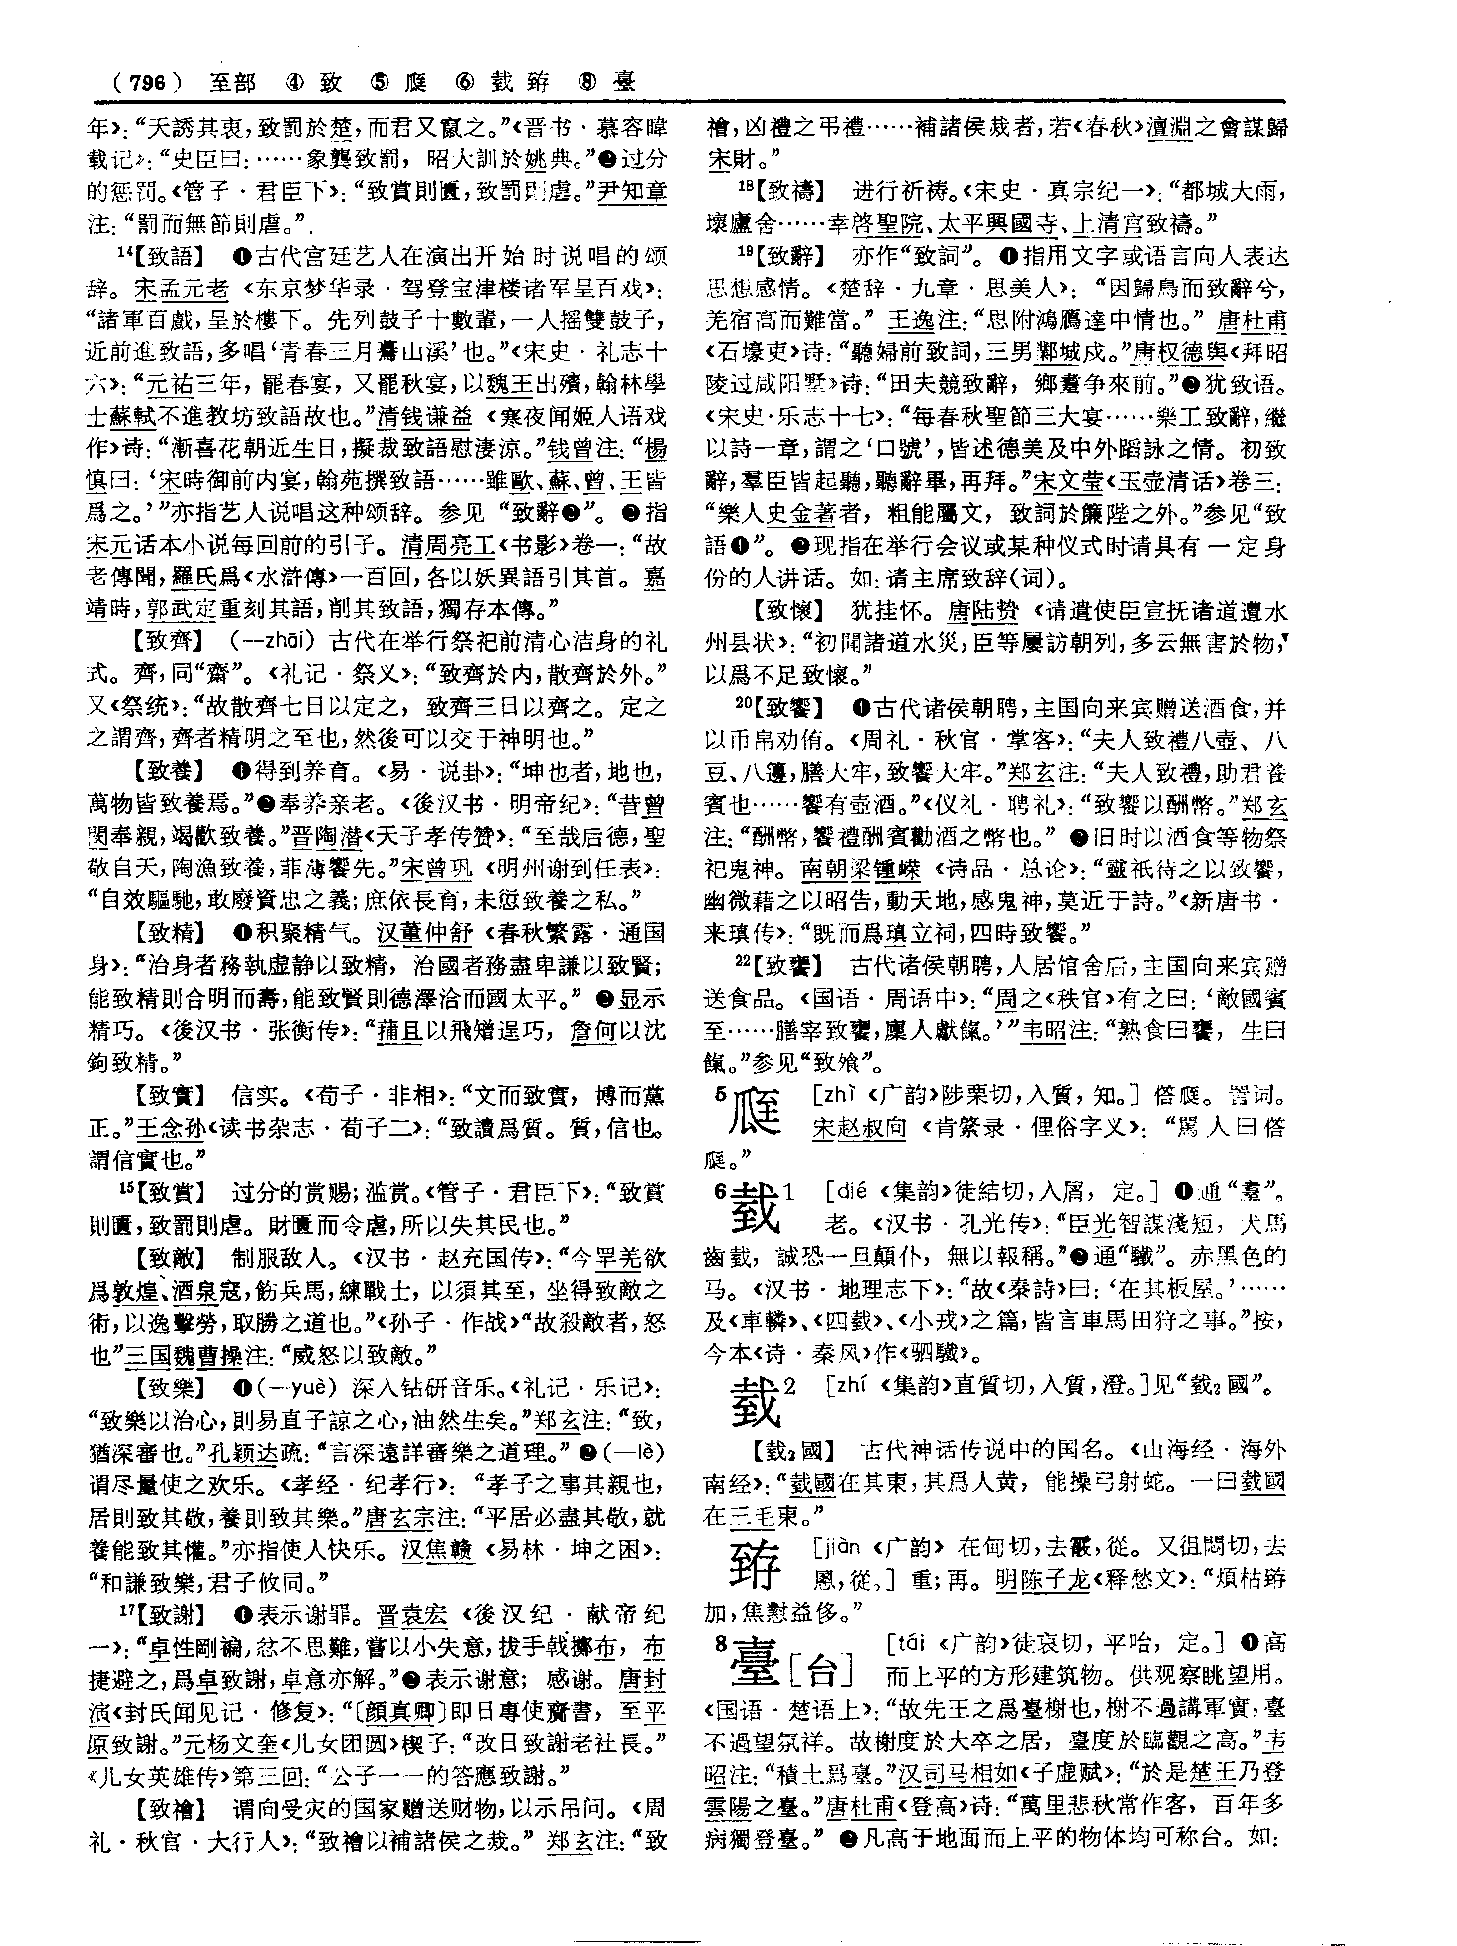 (796) 至部 ④致 ⑤㡠 ⑥臷 臶 ⑧臺
年》：“天誘其衷，致罰於楚，而君又竄之。”《晋书·慕容暐
载记》：“史臣曰：……象龔致罰，昭大訓於姚典。”❷过分
的惩罚。《管子·君臣下》：“致賞則匱，致罰則虐。”尹知章
注：“罰而無節則虐。”
14【致語】 ❶古代宫廷艺人在演出开始时说唱的颂
辞。宋孟元老《东京梦华录·驾登宝津楼诸军呈百戏》：
“諸軍百戲，呈於樓下。先列鼓子十數輩，一人摇雙鼓子，
近前進致語，多唱‘青春三月驀山溪’也。”《宋史·礼志十
六》：“元祐三年，罷春宴，又罷秋宴，以魏王出殯，翰林學
士蘇軾不進教坊致語故也。”清钱谦益《寒夜闻姬人语戏
作》诗：“漸喜花朝近生日，擬裁致語慰淒涼。”钱曾注：“楊
慎曰：‘宋時御前内宴，翰苑撰致語……雖歐、蘇、曾、王皆
爲之。’”亦指艺人说唱这种颂辞。参见“致辭❷”。❷指
宋元话本小说每回前的引子。清周亮工《书影》卷一：“故
老傳聞，羅氏爲《水滸傳》一百回，各以妖異語引其首。嘉
靖時，郭武定重刻其語，削其致語，獨存本傳。”
【致齊】 （—zhāi）古代在举行祭祀前清心洁身的礼
式。齊，同“齋”。《礼记·祭义》：“致齊於内，散齊於外。”
又《祭统》：“故散齊七日以定之，致齊三日以齊之。定之
之謂齊，齊者精明之至也，然後可以交于神明也。”
【致養】 ❶得到养育。《易·说卦》：“坤也者，地也，
萬物皆致養焉。”❷奉养亲老。《後汉书·明帝纪》：“昔曾
閔奉親，竭歡致養。”晋陶潜《天子孝传赞》：“至哉后德，聖
敬自天，陶漁致養，菲薄饗先。”宋曾巩《明州谢到任表》：
“自效驅馳，敢廢資忠之義；庶依長育，未愆致養之私。”
【致精】 ❶积聚精气。汉董仲舒《春秋繁露·通国
身》：“治身者務執虚静以致精，治國者務盡卑謙以致賢；
能致精則合明而壽，能致賢則德澤洽而國太平。”❷显示
精巧。《後汉书·张衡传》：“蒲且以飛矰逞巧，詹何以沈
鉤致精。”
【致實】 信实。《荀子·非相》：“文而致實，博而黨
正。”王念孙《读书杂志·荀子二》：“致讀爲質。質，信也。
謂信實也。”
15【致賞】 过分的赏赐；滥赏。《管子·君臣下》：“致賞
則匱，致罰則虐。財匱而令虐，所以失其民也。”
【致敵】 制服敌人。《汉书·赵充国传》：“今罕羌欲
爲敦煌、酒泉寇，飭兵馬，練戰士，以須其至，坐得致敵之
術，以逸擊勞，取勝之道也。”《孙子·作战》“故殺敵者，怒
也”三国魏曹操注：“威怒以致敵。”
【致樂】 ❶（—yuè）深入钻研音乐。《礼记·乐记》：
“致樂以治心，則易直子諒之心，油然生矣。”郑玄注：“致，
猶深審也。”孔颖达疏：“言深遠詳審樂之道理。”❷（—lè）
谓尽量使之欢乐。《孝经·纪孝行》：“孝子之事其親也，
居則致其敬，養則致其樂。”唐玄宗注：“平居必盡其敬，就
養能致其懽。”亦指使人快乐。汉焦赣《易林·坤之困》：
“和謙致樂，君子攸同。”
17【致謝】 ❶表示谢罪。晋袁宏《後汉纪·献帝纪
一》：“卓性剛褊，忿不思難，嘗以小失意，拔手戟擲布，布
捷避之，爲卓致謝，卓意亦解。”❷表示谢意；感谢。唐封
演《封氏闻见记·修复》：“〔顔真卿〕即日專使齎書，至平
原致謝。”元杨文奎《儿女团圆》楔子：“改日致謝老社長。”
《儿女英雄传》第三回：“公子一一的答應致謝。”
【致禬】 谓向受灾的国家赠送财物，以示吊问。《周
礼·秋官·大行人》：“致禬以補諸侯之烖。”郑玄注：“致
禬，凶禮之弔禮……補諸侯烖者，若《春秋》澶淵之會謀歸
宋財。”
18【致禱】 进行祈祷。《宋史·真宗纪一》：“都城大雨，
壞廬舍……幸啓聖院、太平興國寺、上清宫致禱。”
19【致辭】 亦作“致詞”。❶指用文字或语言向人表达
思想感情。《楚辞·九章·思美人》：“因歸鳥而致辭兮，
羌宿高而難當。”王逸注：“思附鴻鴈達中情也。”唐杜甫
《石壕吏》诗：“聽婦前致詞，三男鄴城戍。”唐权德舆《拜昭
陵过咸阳墅》诗：“田夫競致辭，鄉耋争來前。”❷犹致语。
《宋史·乐志十七》：“每春秋聖節三大宴……樂工致辭，繼
以詩一章，謂之‘口號’，皆述德美及中外蹈詠之情。初致
辭，羣臣皆起聽，聽辭畢，再拜。”宋文莹《玉壶清话》卷三：
“樂人史金著者，粗能屬文，致詞於簾陛之外。”参见“致
語❶”。❸现指在举行会议或某种仪式时请具有一定身
份的人讲话。如：请主席致辞（词）。
【致懷】 犹挂怀。唐陆贽《请遣使臣宣抚诸道遭水
州县状》：“初聞諸道水災，臣等屢訪朝列，多云無害於物，
以爲不足致懷。”
20【致饗】 ❶古代诸侯朝聘，主国向来宾赠送酒食，并
以币帛劝侑。《周礼·秋官·掌客》：“夫人致禮八壺、八
豆、八籩，膳大牢，致饗大牢。”郑玄注：“夫人致禮，助君養
賓也……饗有壺酒。”《仪礼·聘礼》：“致饗以酬幣。”郑玄
注：“酬幣，饗禮酬賓勸酒之幣也。”❷旧时以酒食等物祭
祀鬼神。南朝梁锺嵘《诗品·总论》：“靈祇待之以致饗，
幽微藉之以昭告，動天地，感鬼神，莫近于詩。”《新唐书·
来瑱传》：“既而爲瑱立祠，四時致饗。”
22【致饔】 古代诸侯朝聘，人居馆舍后，主国向来宾赠
送食品。《国语·周语中》：“周之《秩官》有之曰：‘敵國賓
至……膳宰致饔，廩人獻餼。’”韦昭注：“熟食曰饔，生曰
餼。”参见“致飧”。
5 㡠 [zhì《广韵》陟栗切，入質，知。] 㑮㡠。詈词。
宋赵叔向《肯綮录·俚俗字义》：“駡人曰㑮
㡠。”
6 臷1 [dié《集韵》徒結切，入屑，定。]❶通“耋”。
老。《汉书·孔光传》：“臣光智謀淺短，犬馬
齒臷，誠恐一旦顛仆，無以報稱。”❷通“驖”。赤黑色的
马。《汉书·地理志下》：“故《秦詩》曰：‘在其板屋。’……
及《車轔》、《四臷》、《小戎》之篇，皆言車馬田狩之事。”按，
今本《诗·秦风》作《驷驖》。
臷2 [zhí《集韵》直質切，入質，澄。]见“臷2國”。
【臷2國】 古代神话传说中的国名。《山海经·海外
南经》：“臷國在其東，其爲人黄，能操弓射蛇。一曰臷國
在三毛東。”
臶 [jiàn《广韵》在甸切，去霰，從。又徂悶切，去
慁，從。] 重；再。明陈子龙《释愁文》：“煩枯臶
加，焦懟益侈。”
8 臺[台] [tái《广韵》徒哀切，平咍，定。]❶高
而上平的方形建筑物。供观察眺望用。
《国语·楚语上》：“故先王之爲臺榭也，榭不過講軍實，臺
不過望氛祥。故榭度於大卒之居，臺度於臨觀之高。”韦
昭注：“積土爲臺。”汉司马相如《子虚赋》：“於是楚王乃登
雲陽之臺。”唐杜甫《登高》诗：“萬里悲秋常作客，百年多
病獨登臺。”❷凡高于地面而上平的物体均可称台。如：